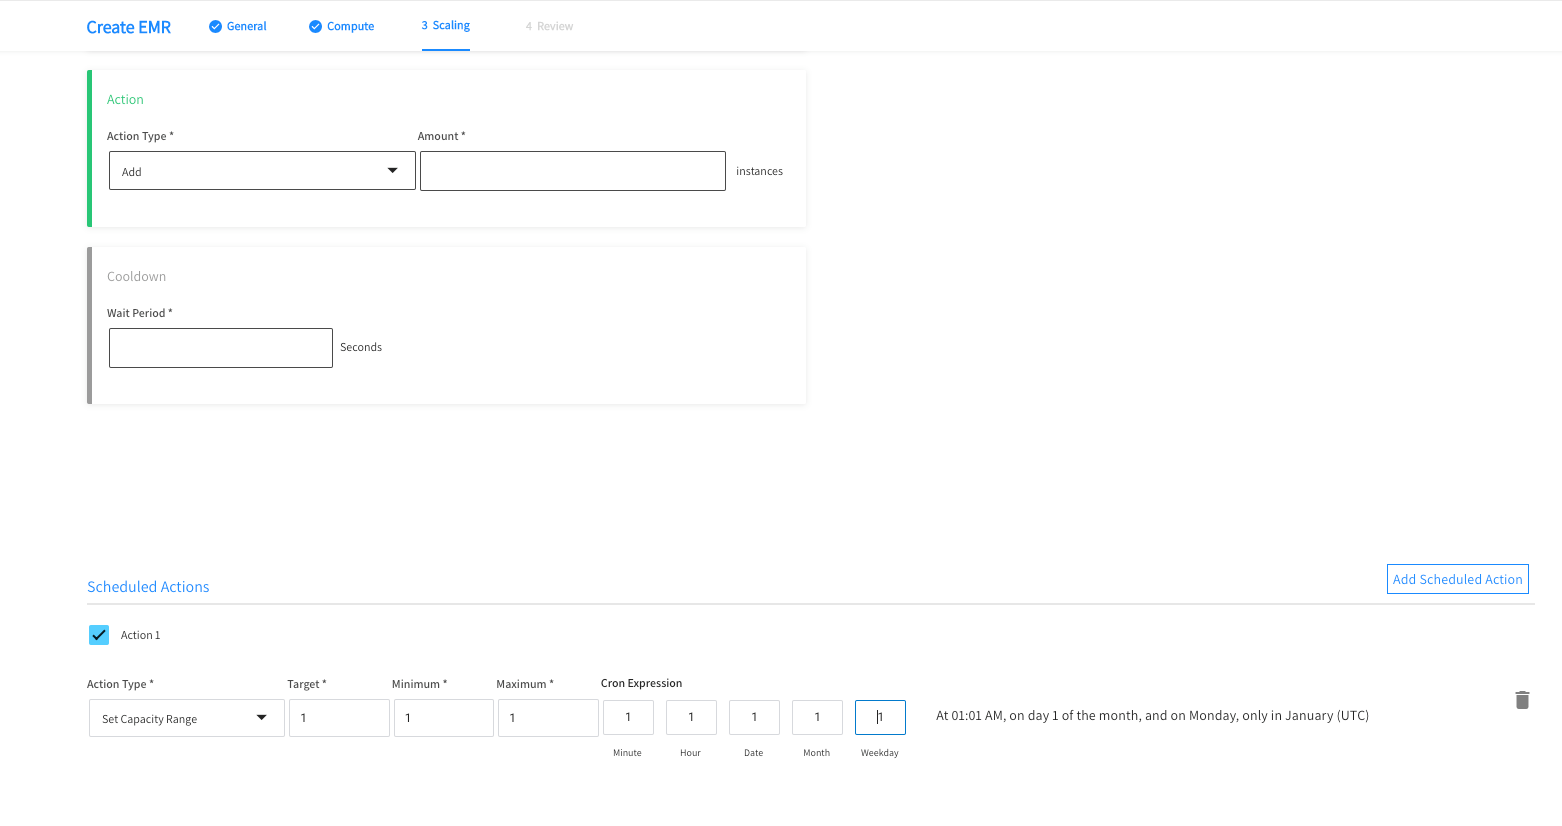 Create EMR General Compute 3 Scaling 4 Review
Action
Action Type * Amount *
Add instances
Cooldown
Wait Period *
Seconds
Scheduled Actions Add Scheduled Action
Action 1
Action Type * Target * Minimum * Maximum * Cron Expression
Set Capacity Range 1 1 1 1 1 1 1 1 At 01:01 AM, on day 1 of the month, and on Monday, only in January (UTC)
Minute Hour Date Month Weekday